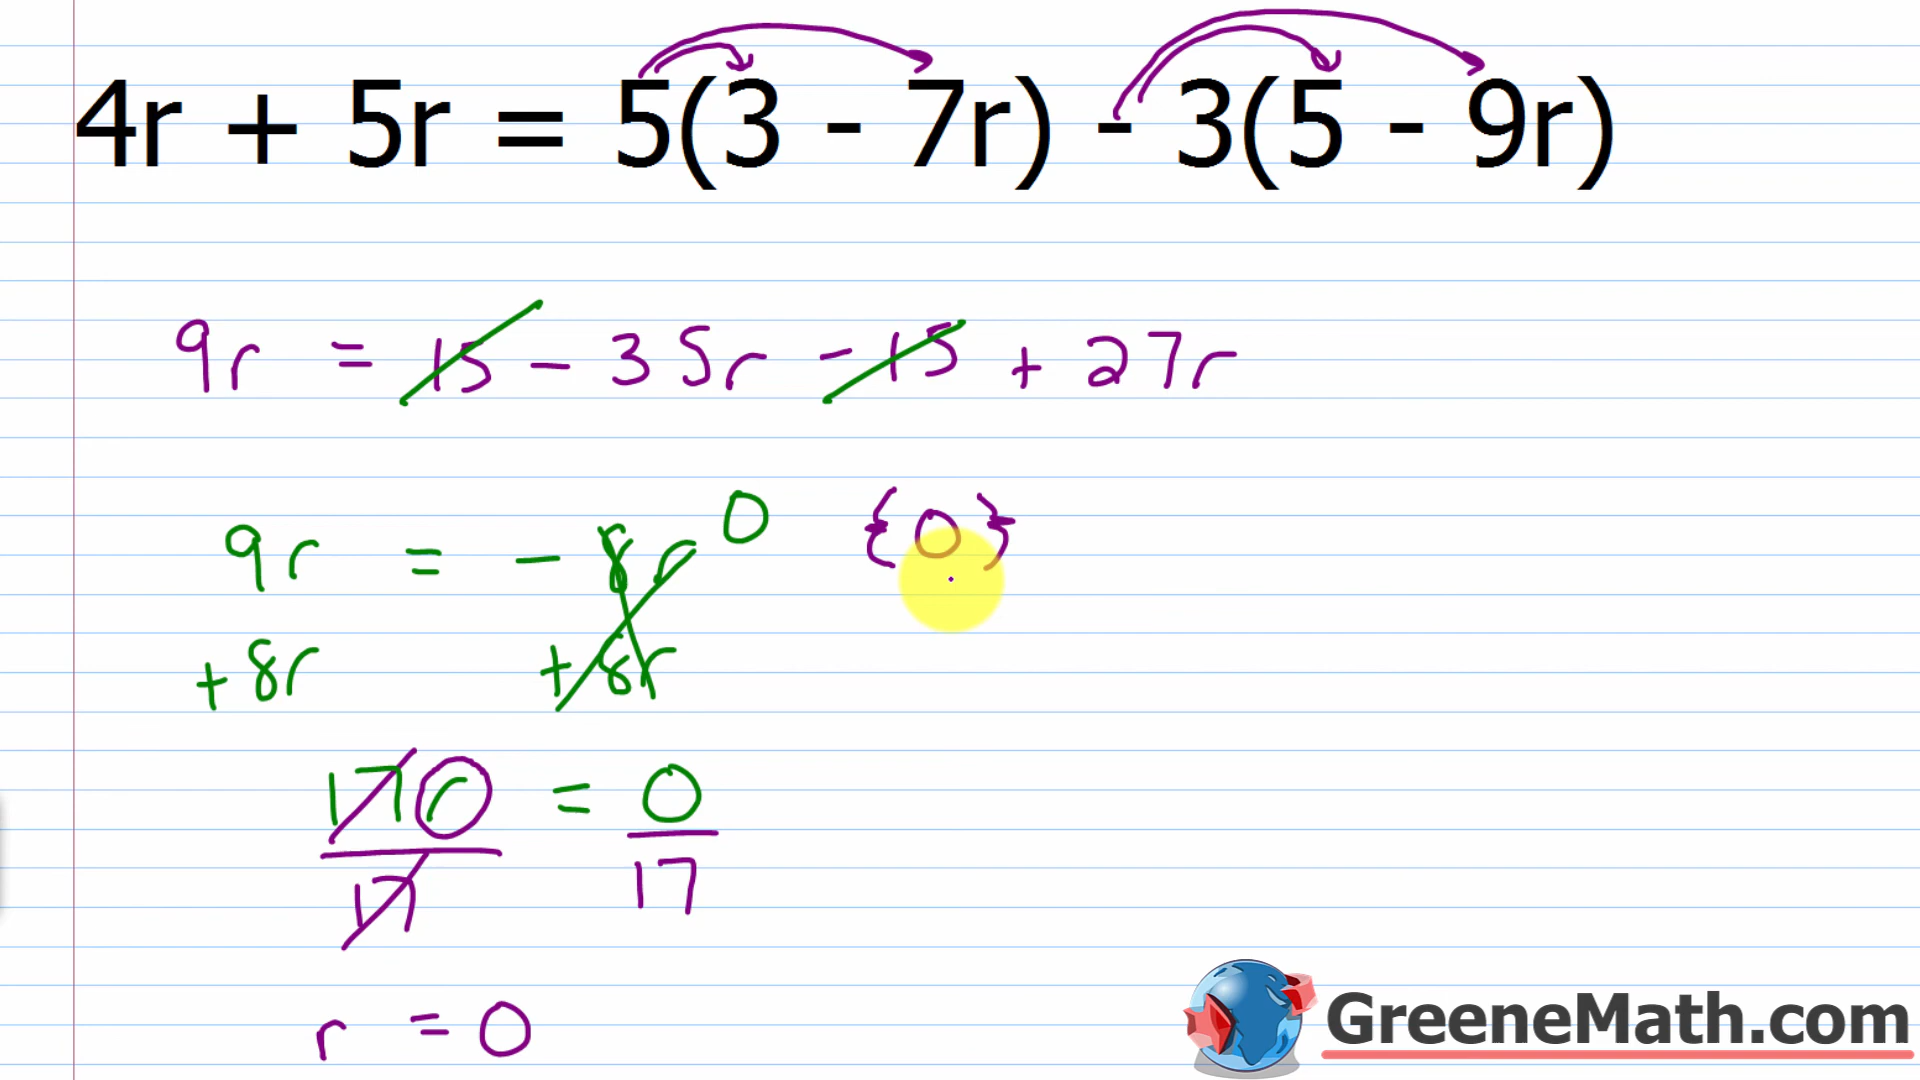 4r + 5r = 5(3 - 7r) - 3(5 - 9r)
9r = 15 - 35r - 15 + 27r
9r = - 8r 0 {0}
+ 8r + 8r
17r = 0
17 17
r = 0
GreeneMath.com